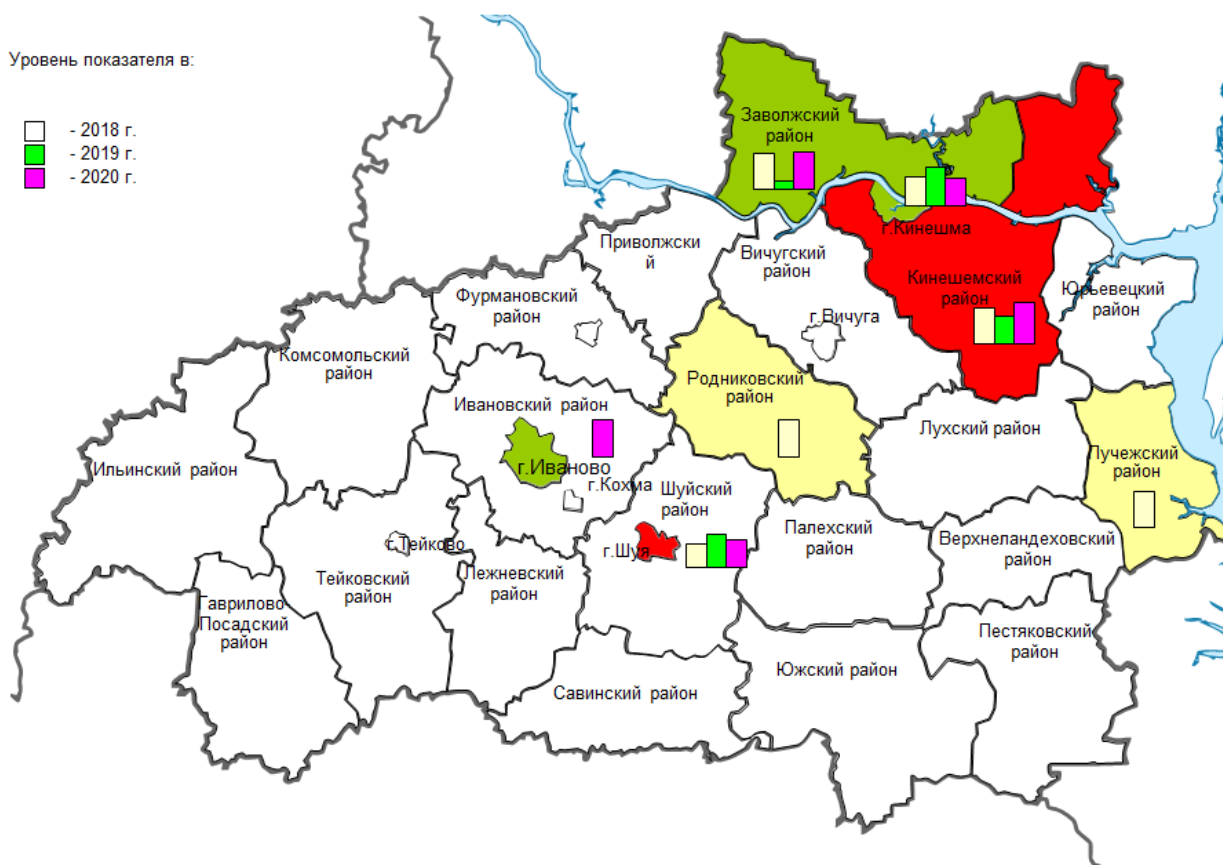 Уровень показателя в:
- 2018 г.
- 2019 г.
- 2020 г.
Заволжский
район
г.Кинешма
Приволжски
й
Вичугский
район
Кинешемский
район
Юрьевецкий
район
Фурмановский
район
г.Вичуга
Комсомольский
район
Родниковский
район
Ивановский район
Лухский район
Ильинский район
г.Иваново
Пучежский
район
г.Кохма
Шуйский
район
Палехский
район
Верхнеландеховский
район
г.Тейково
г.Шуя
Тейковский
район
Лежневский
район
Гаврилово
Посадский
район
Пестяковский
район
Южский район
Савинский район